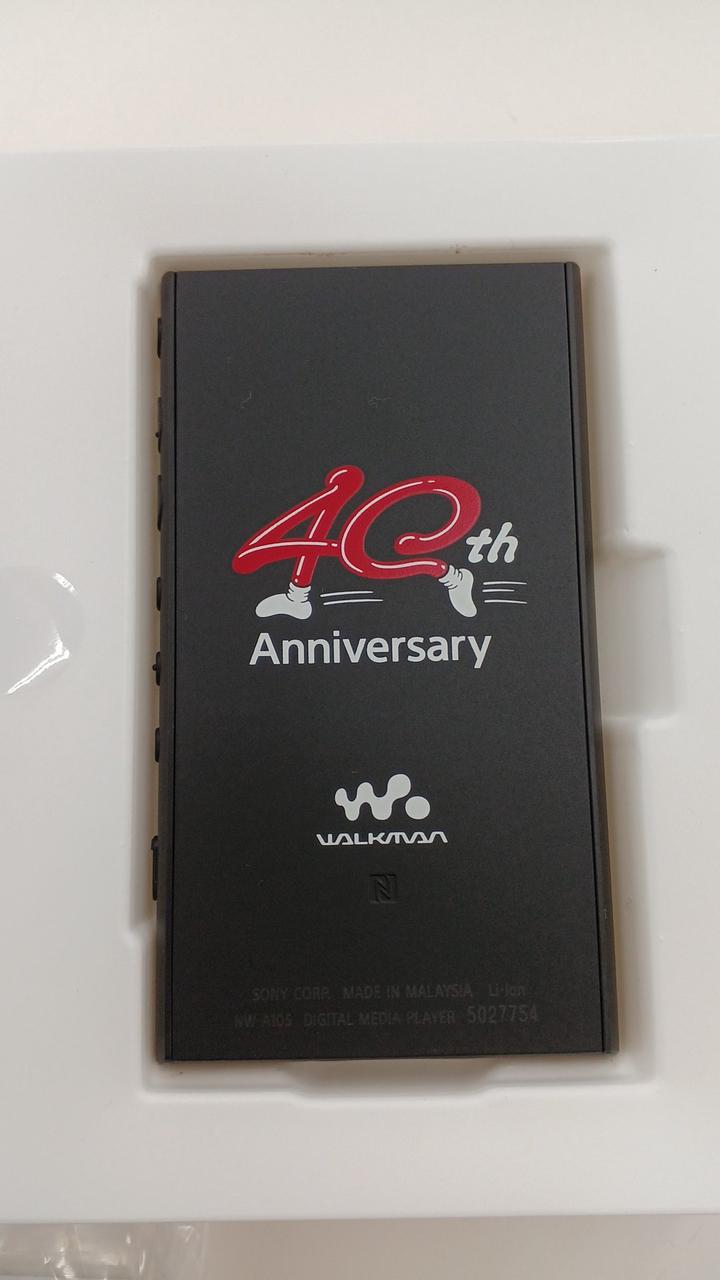 40th
Anniversary
WALKMAN
SONY CORP. MADE IN MALAYSIA Li-ion
NW-A105 DIGITAL MEDIA PLAYER 5027754